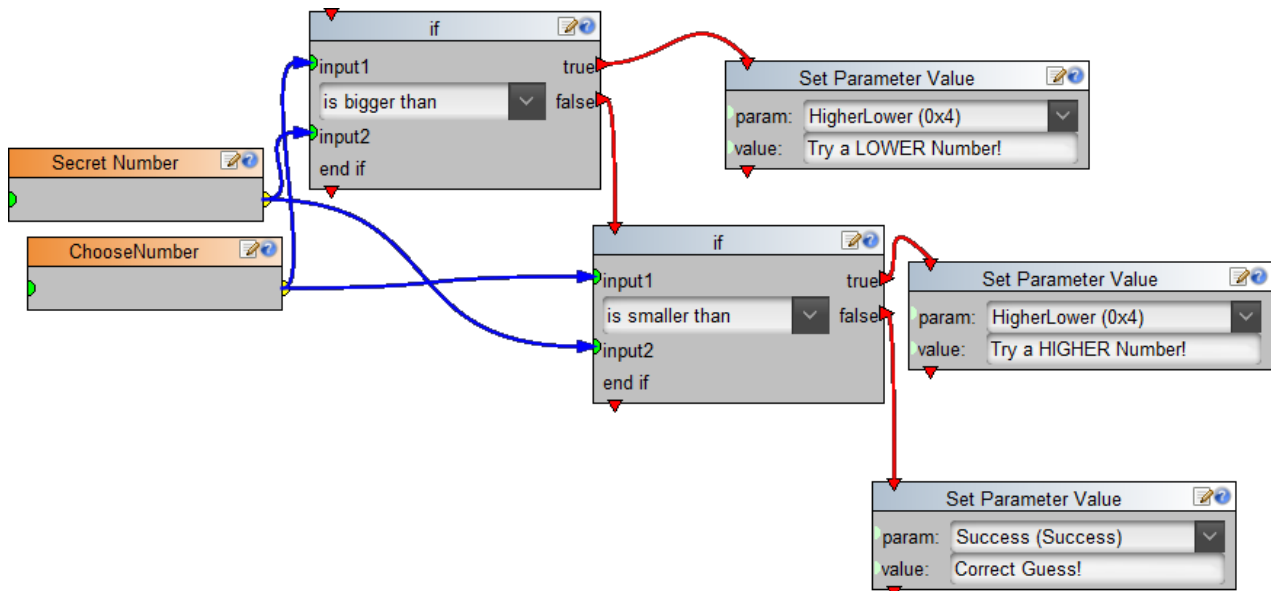 if
input1 true
is bigger than false
input2
end if
Set Parameter Value
param: HigherLower (0x4)
value: Try a LOWER Number!
Secret Number
ChooseNumber
if
input1 true
is smaller than false
input2
end if
Set Parameter Value
param: HigherLower (0x4)
value: Try a HIGHER Number!
Set Parameter Value
param: Success (Success)
value: Correct Guess!